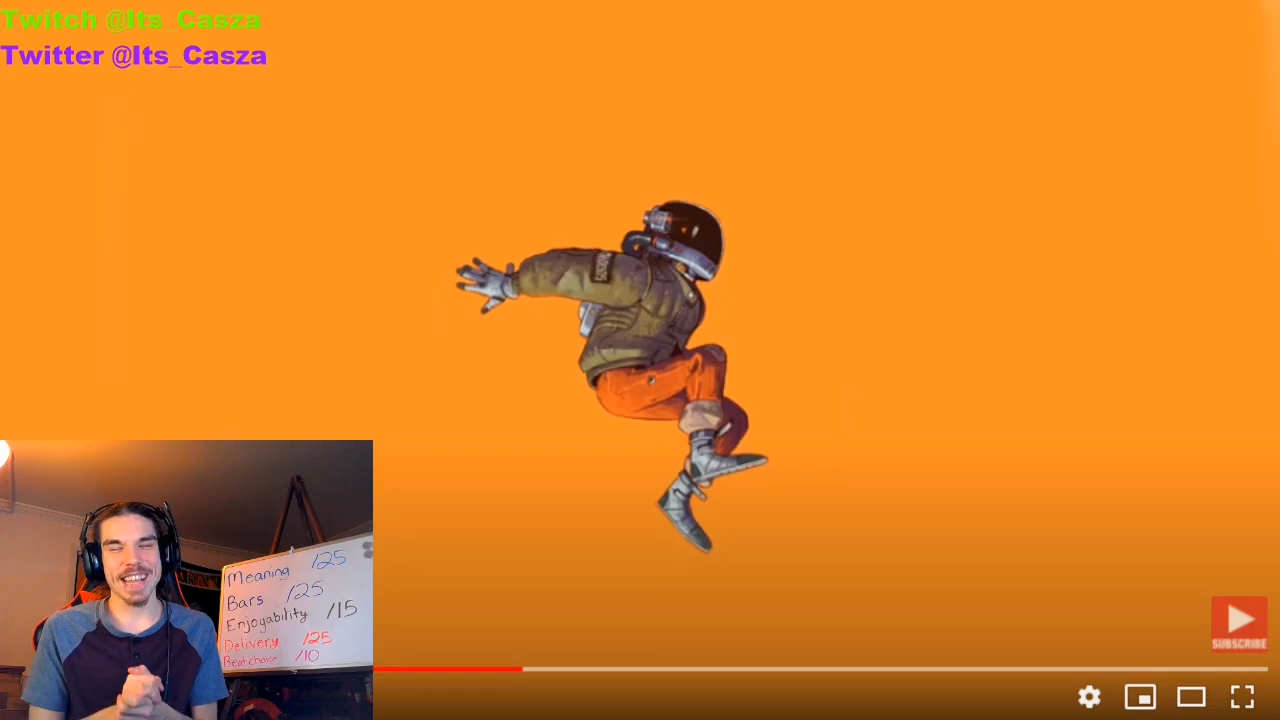 Twitch @Its_Casza
Twitter @Its_Casza
Meaning /25
Bars /25
Enjoyability /15
Delivery /25
Beat choice /10
SUBSCRIBE